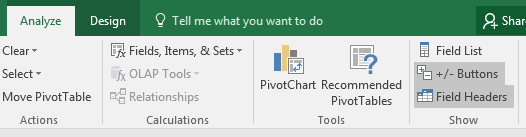 Analyze Design Tell me what you want to do Shar
Clear
Select
Move PivotTable
Actions
Fields, Items, & Sets
OLAP Tools
Relationships
Calculations
PivotChart
Recommended
PivotTables
Tools
Field List
+/- Buttons
Field Headers
Show